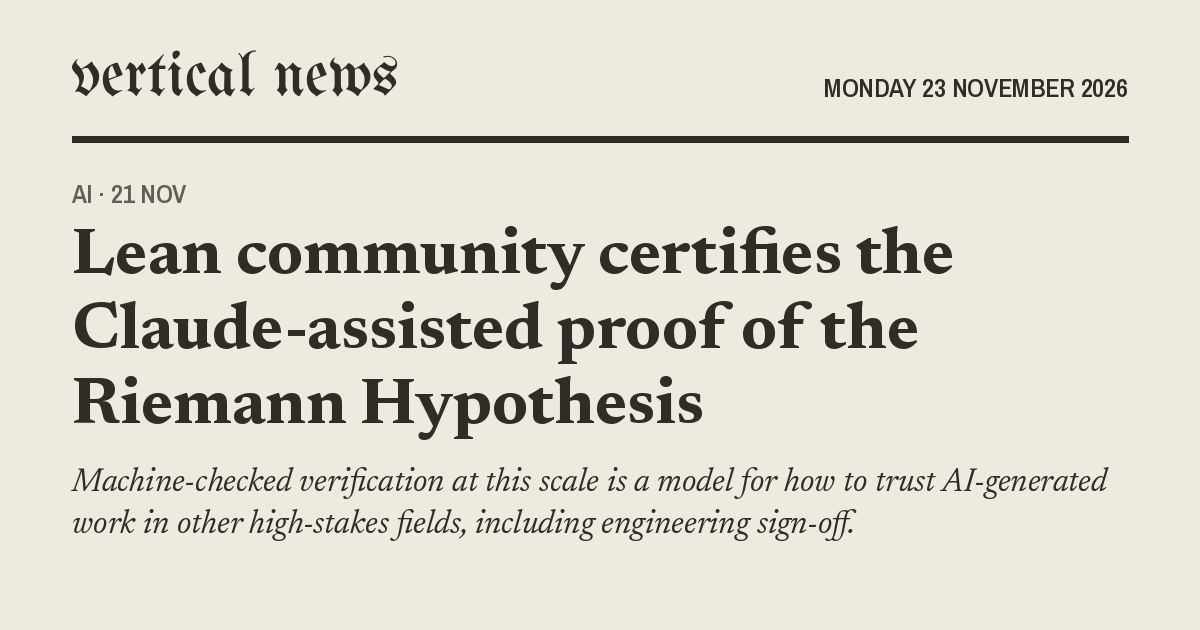 vertical news
MONDAY 23 NOVEMBER 2026
AI · 21 NOV
Lean community certifies the
Claude-assisted proof of the
Riemann Hypothesis
Machine-checked verification at this scale is a model for how to trust AI-generated
work in other high-stakes fields, including engineering sign-off.